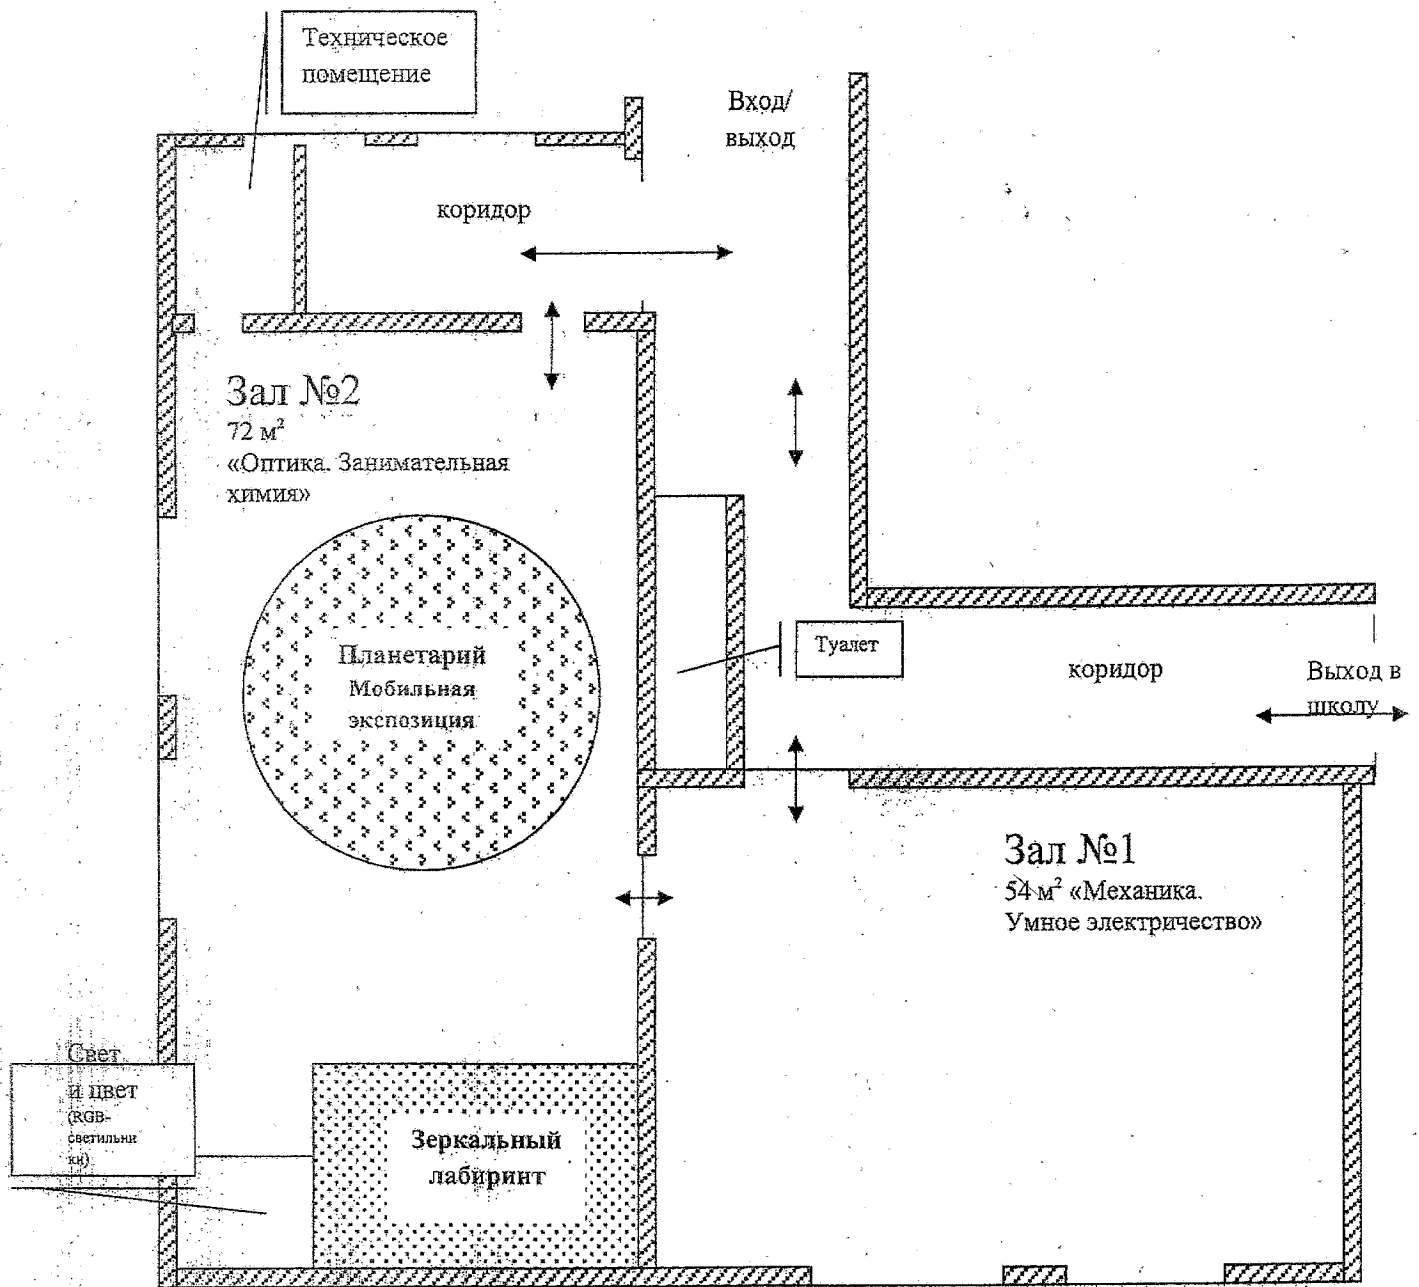 Техническое
помещение
Вход/
выход
коридор
Зал №2
72 м²
«Оптика. Занимательная
химия»
Планетарий
Мобильная
экспозиция
Туалет
коридор
Выход в
школу
Зал №1
54 м² «Механика.
Умное электричество»
Свет
и цвет
(RGB-
светильни
ки)
Зеркальный
лабиринт